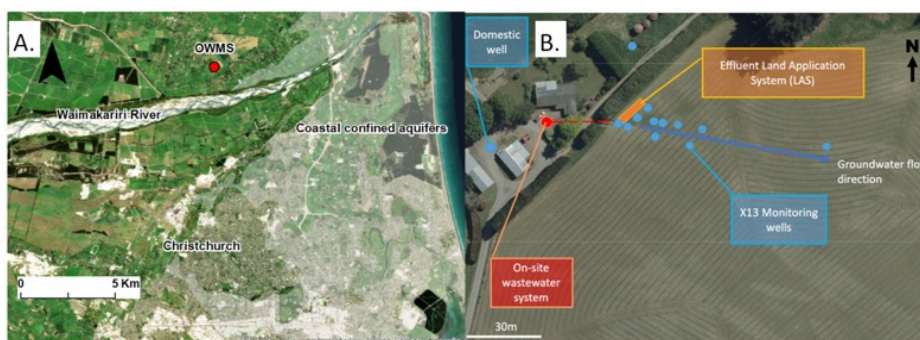 A.
OWMS
Waimakariri River
Coastal confined aquifers
Christchurch
0 5 Km
B.
Domestic
well
Effluent Land Application
System (LAS)
N
Groundwater flo
direction
X13 Monitoring
wells
On-site
wastewater
system
30m